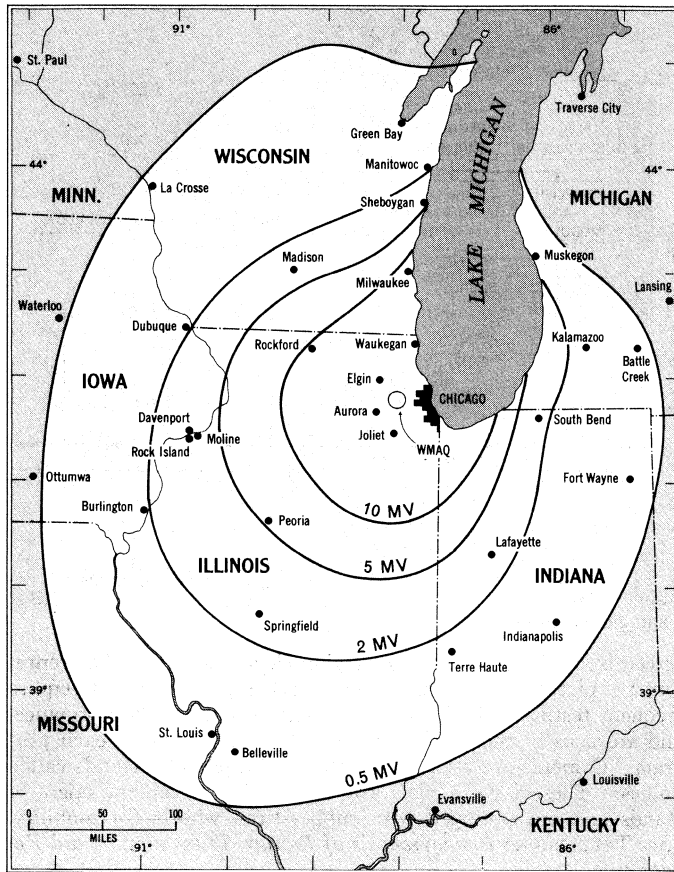 91°
86°
St. Paul
Traverse City
Green Bay
WISCONSIN
44°
Manitowoc
44°
MINN.
La Crosse
MICHIGAN
Sheboygan
LAKE MICHIGAN
Madison
Muskegon
Milwaukee
Lansing
Waterloo
Dubuque
Rockford
Waukegan
Kalamazoo
Battle
Creek
IOWA
Elgin
CHICAGO
Aurora
Davenport
South Bend
Moline
Joliet
Rock Island
WMAQ
Ottumwa
Fort Wayne
Burlington
10 MV
Peoria
Lafayette
5 MV
ILLINOIS
INDIANA
Springfield
Indianapolis
2 MV
Terre Haute
39°
39°
MISSOURI
St. Louis
Belleville
0.5 MV
Louisville
Evansville
0 50 100
MILES
KENTUCKY
91°
86°